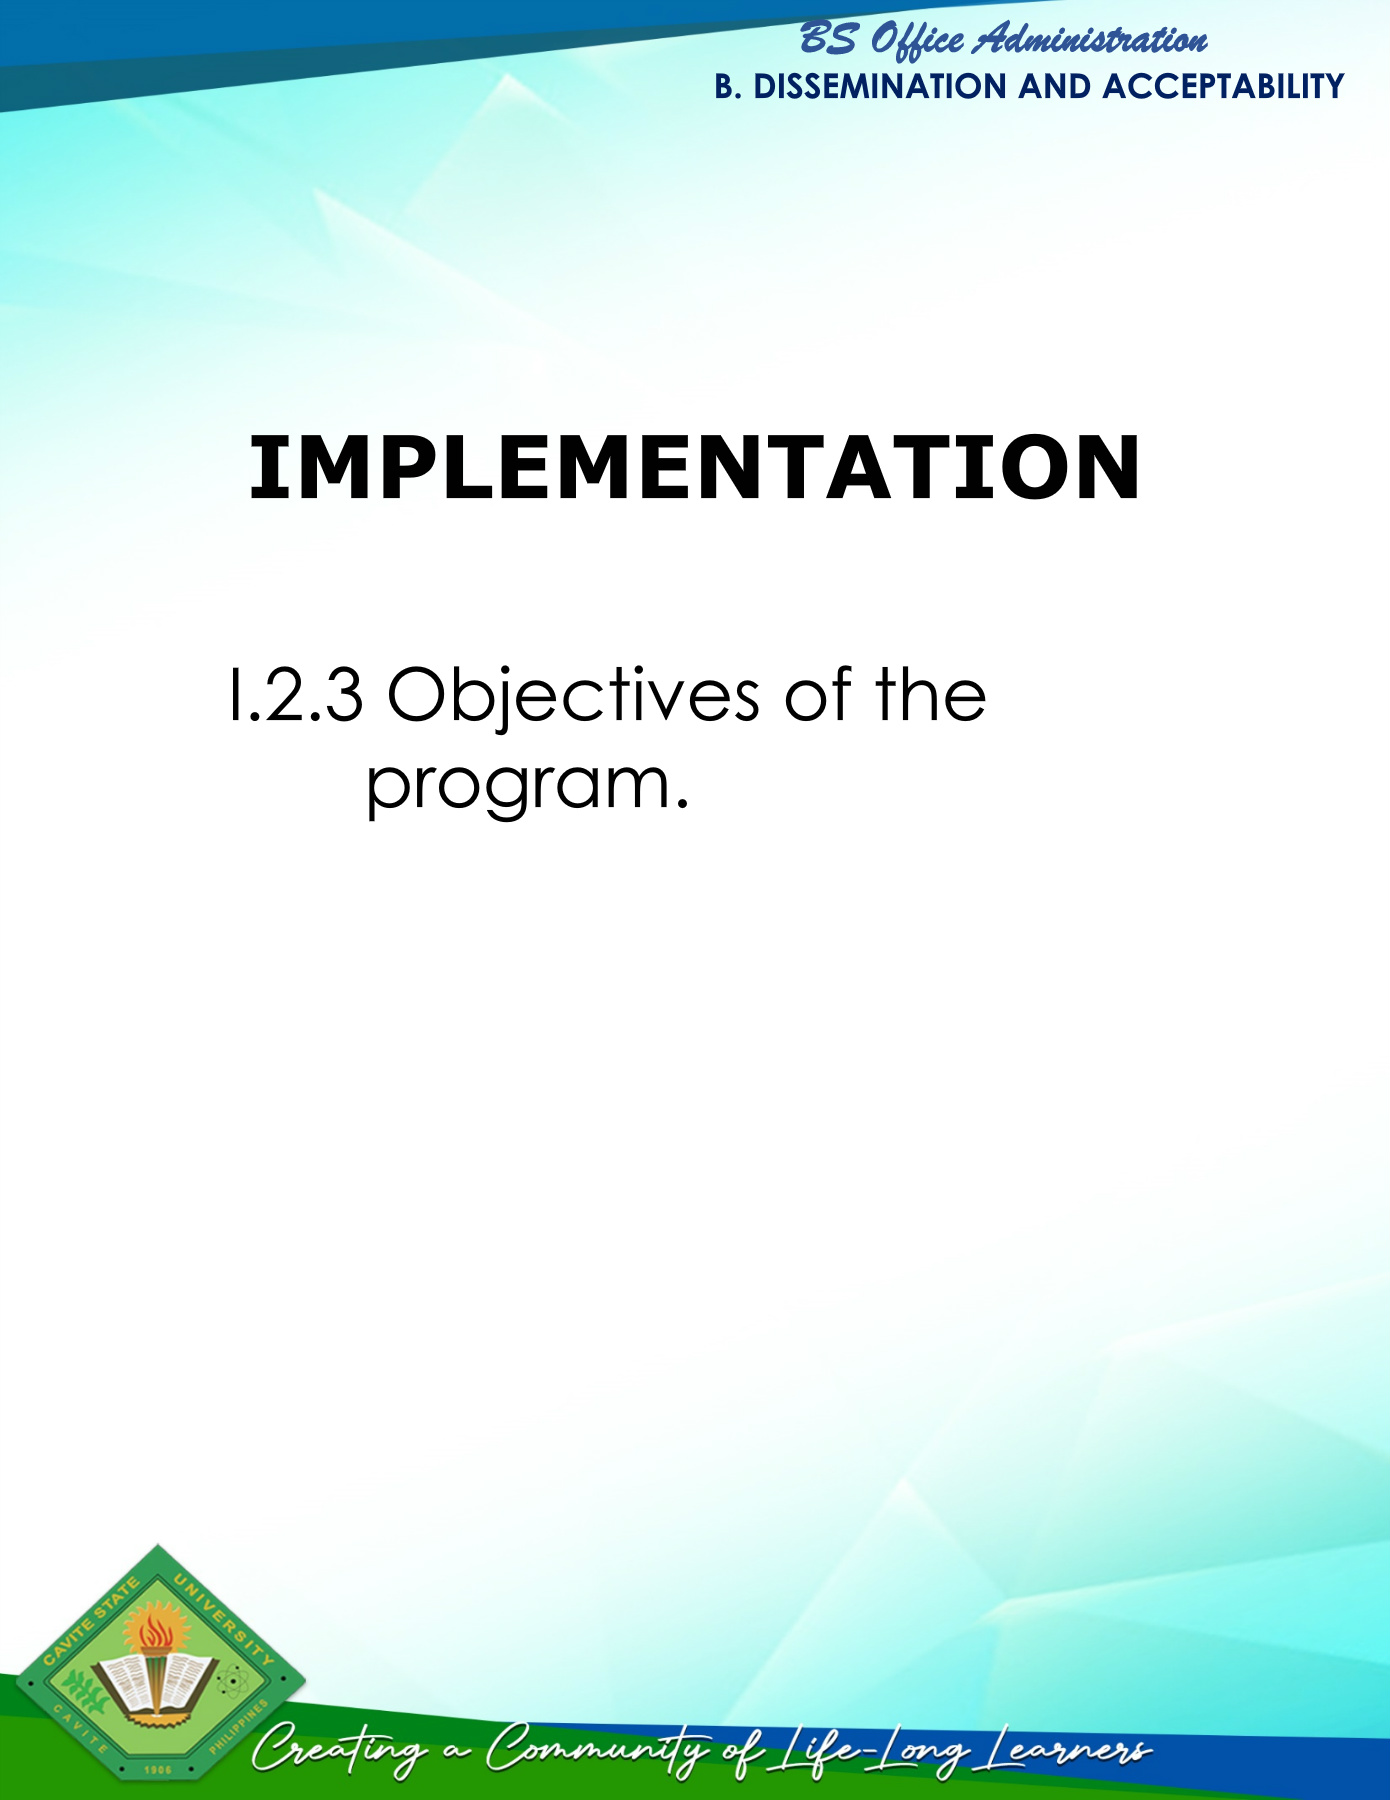 BS Office Administration
B. DISSEMINATION AND ACCEPTABILITY
IMPLEMENTATION
I.2.3 Objectives of the
program.
CAVITE STATE UNIVERSITY
CAVITE PHILIPPINES
1906
Creating a Community of Life-Long Learners